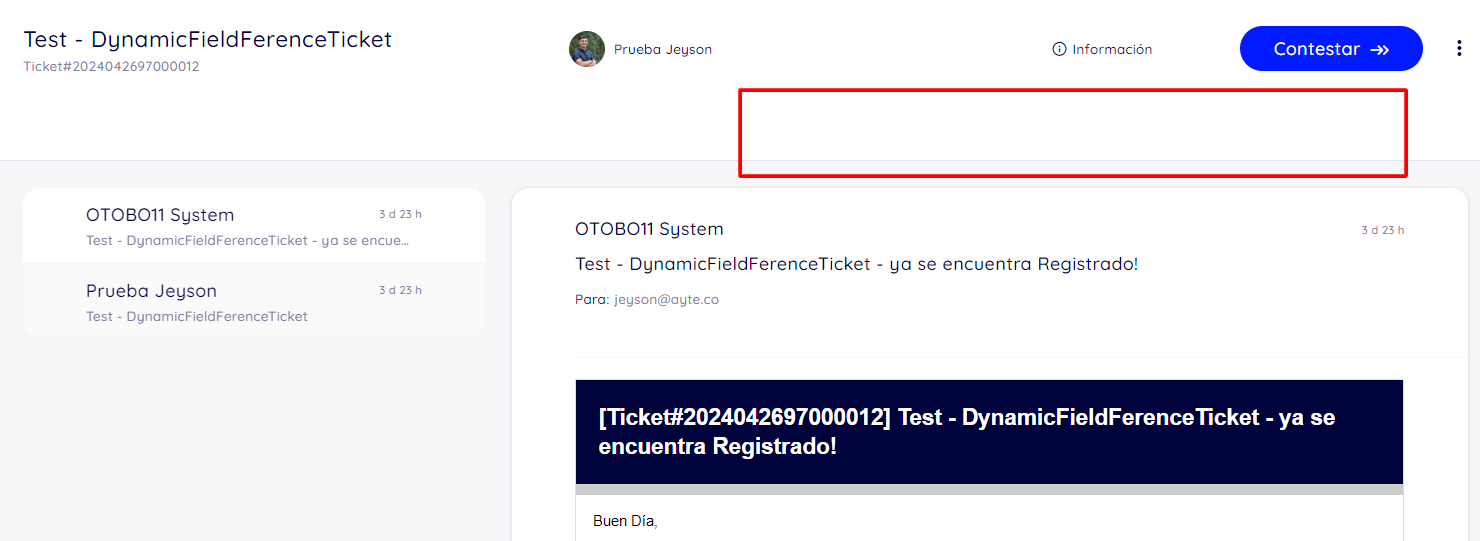 Test - DynamicFieldFerenceTicket
Ticket#2024042697000012
Prueba Jeyson
Información
Contestar
OTOBO11 System
3 d 23 h
Test - DynamicFieldFerenceTicket - ya se encue...
Prueba Jeyson
3 d 23 h
Test - DynamicFieldFerenceTicket
OTOBO11 System
3 d 23 h
Test - DynamicFieldFerenceTicket - ya se encuentra Registrado!
Para: jeyson@ayte.co
[Ticket#2024042697000012] Test - DynamicFieldFerenceTicket - ya se
encuentra Registrado!
Buen Día,